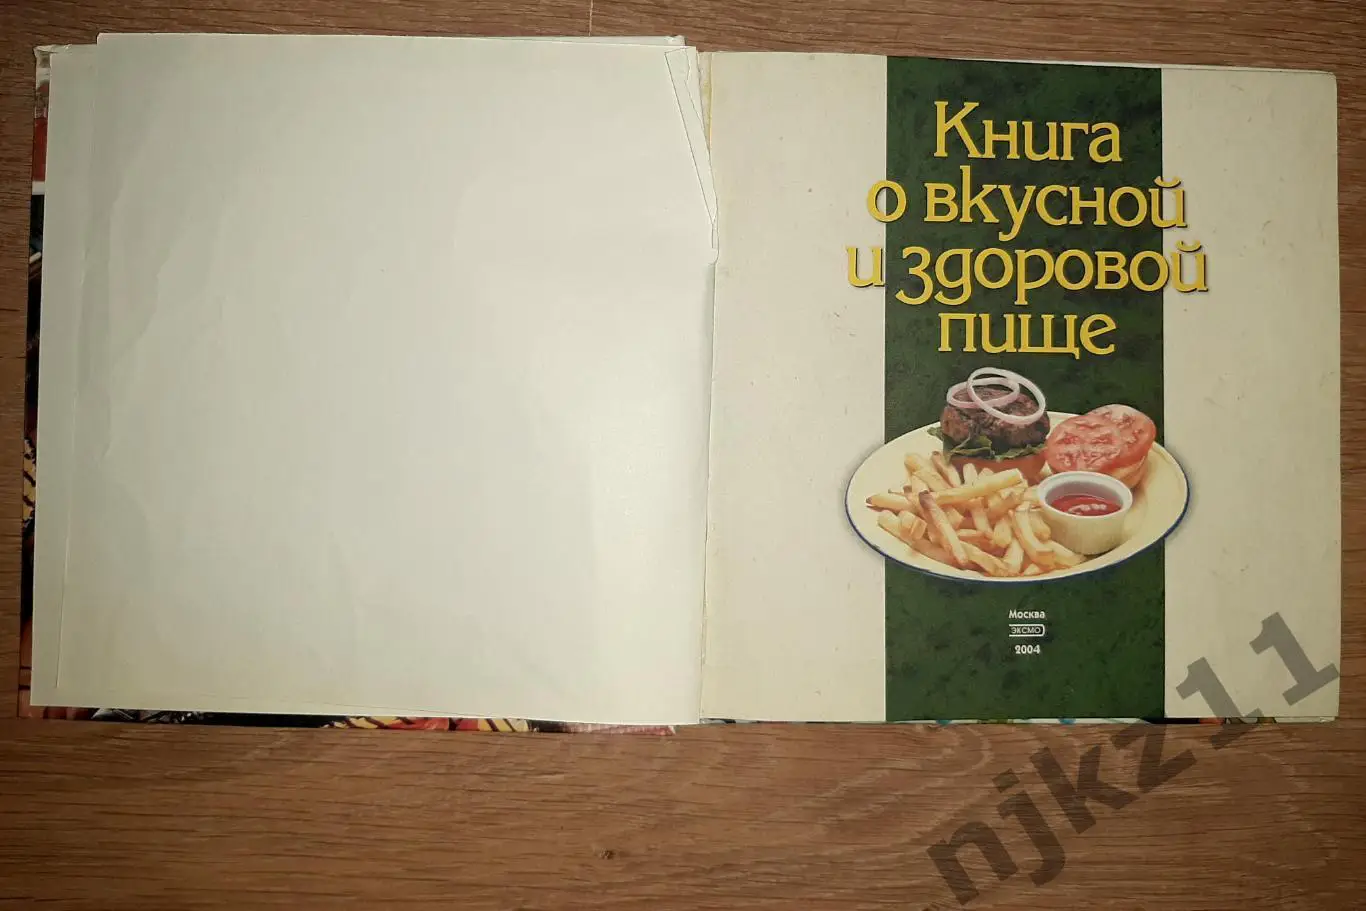 Книга
о вкусной
и здоровой
пище
Москва
ЭКСМО
2004
njkz11